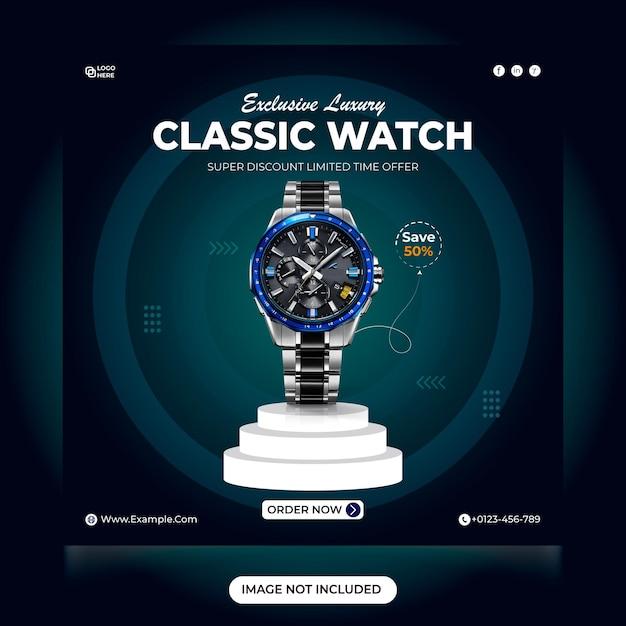 LOGO
HERE
Exclusive Luxury
CLASSIC WATCH
SUPER DISCOUNT LIMITED TIME OFFER
Save
50%
ORDER NOW
Www.Example.Com
+0123-456-789
IMAGE NOT INCLUDED